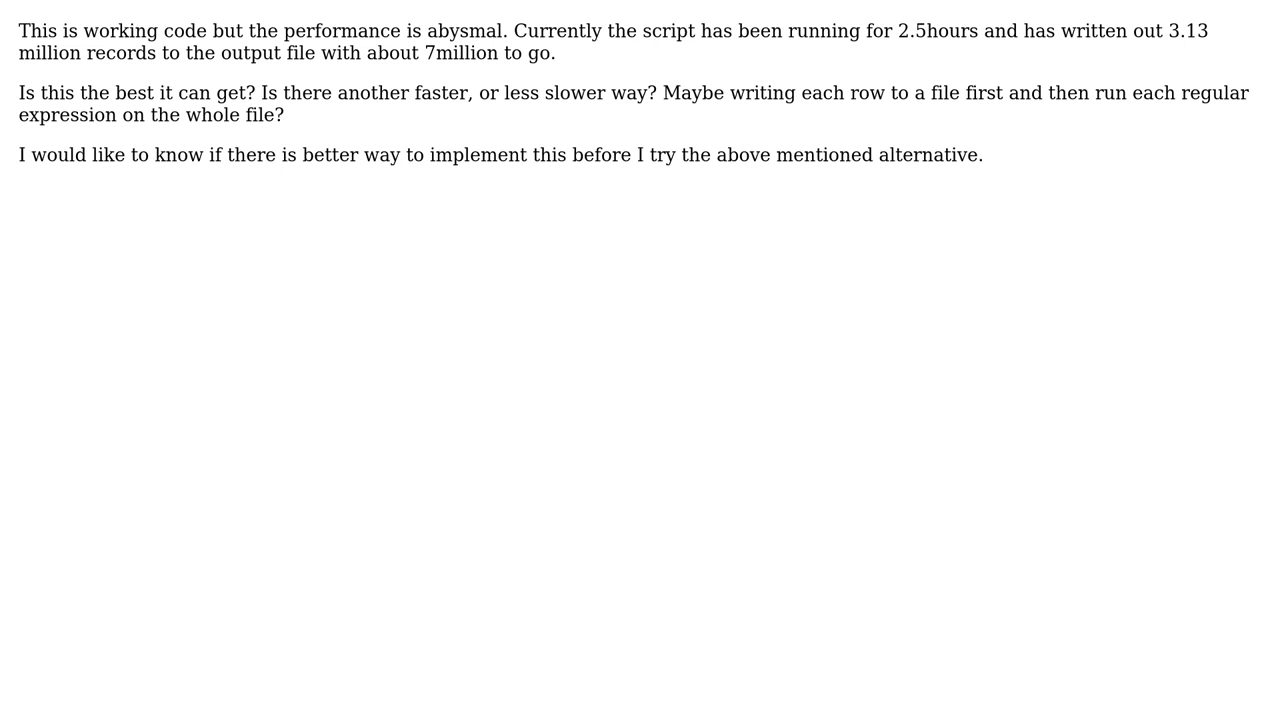 This is working code but the performance is abysmal. Currently the script has been running for 2.5hours and has written out 3.13
million records to the output file with about 7million to go.
Is this the best it can get? Is there another faster, or less slower way? Maybe writing each row to a file first and then run each regular
expression on the whole file?
I would like to know if there is better way to implement this before I try the above mentioned alternative.